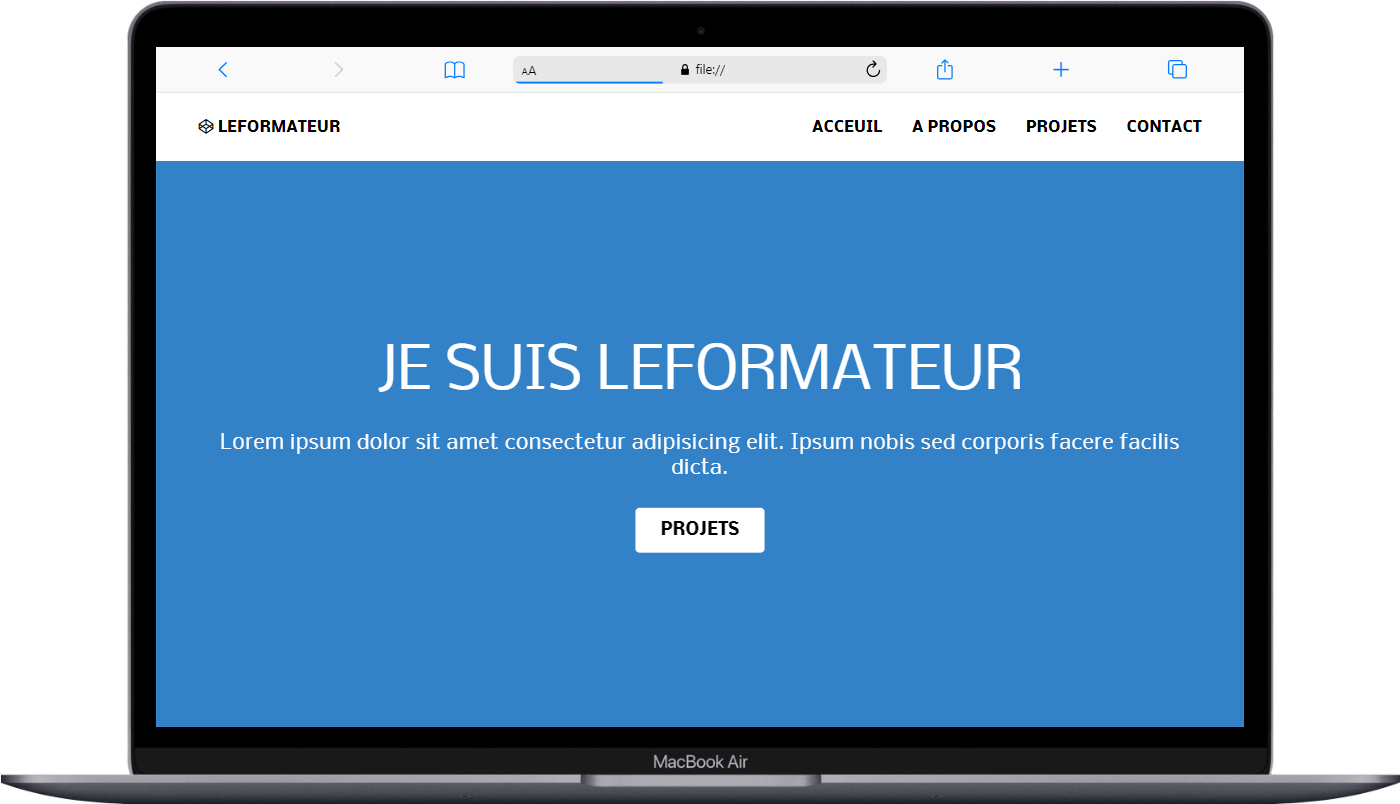 AA
file://
LEFORMATEUR
ACCEUIL
A PROPOS
PROJETS
CONTACT
JE SUIS LEFORMATEUR
Lorem ipsum dolor sit amet consectetur adipisicing elit. Ipsum nobis sed corporis facere facilis
dicta.
PROJETS
MacBook Air